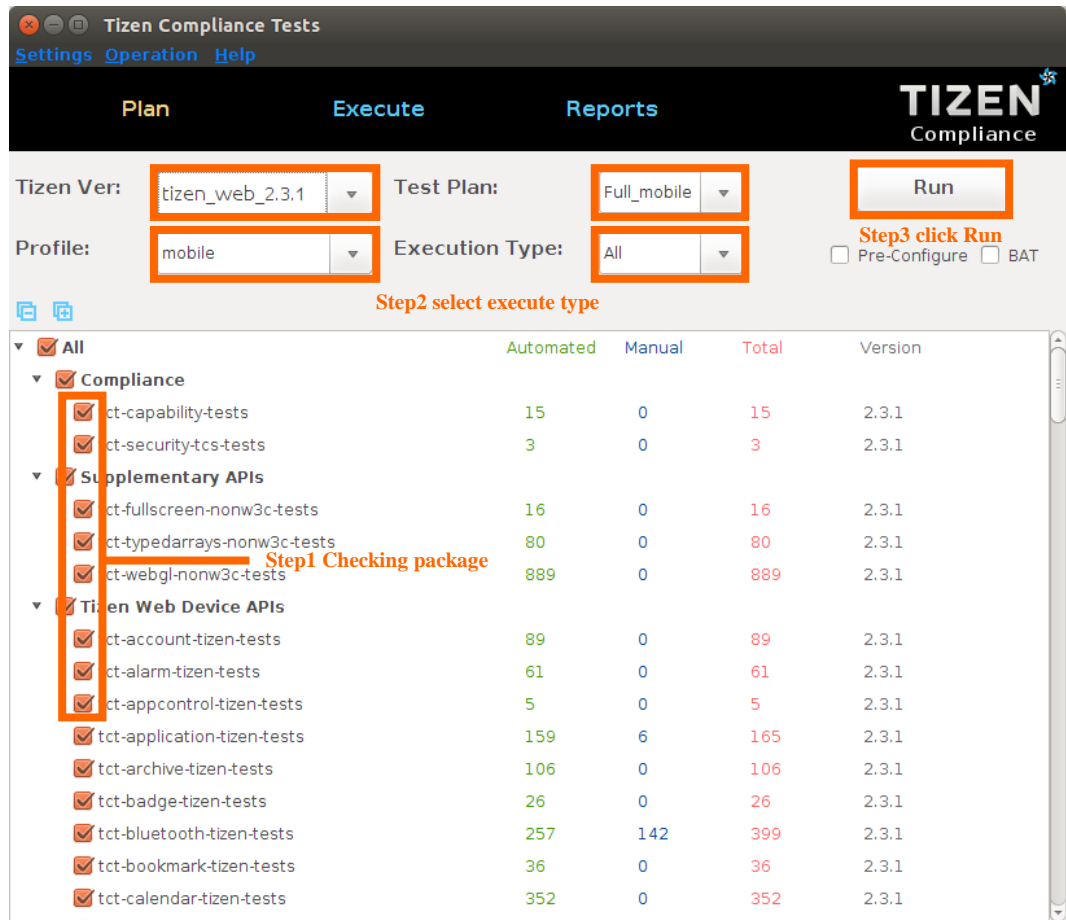 Tizen Compliance Tests
Settings Operation Help
Plan Execute Reports
TIZEN
Compliance
Tizen Ver: tizen_web_2.3.1 Test Plan: Full_mobile Run
Step3 click Run
Profile: mobile Execution Type: All Pre-Configure BAT
Step2 select execute type
All Automated Manual Total Version
Compliance
tct-capability-tests 15 0 15 2.3.1
tct-security-tcs-tests 3 0 3 2.3.1
Supplementary APIs
tct-fullscreen-nonw3c-tests 16 0 16 2.3.1
tct-typedarrays-nonw3c-tests 80 0 80 2.3.1
Step1 Checking package
tct-webgl-nonw3c-tests 889 0 889 2.3.1
Tizen Web Device APIs
tct-account-tizen-tests 89 0 89 2.3.1
tct-alarm-tizen-tests 61 0 61 2.3.1
tct-appcontrol-tizen-tests 5 0 5 2.3.1
tct-application-tizen-tests 159 6 165 2.3.1
tct-archive-tizen-tests 106 0 106 2.3.1
tct-badge-tizen-tests 26 0 26 2.3.1
tct-bluetooth-tizen-tests 257 142 399 2.3.1
tct-bookmark-tizen-tests 36 0 36 2.3.1
tct-calendar-tizen-tests 352 0 352 2.3.1